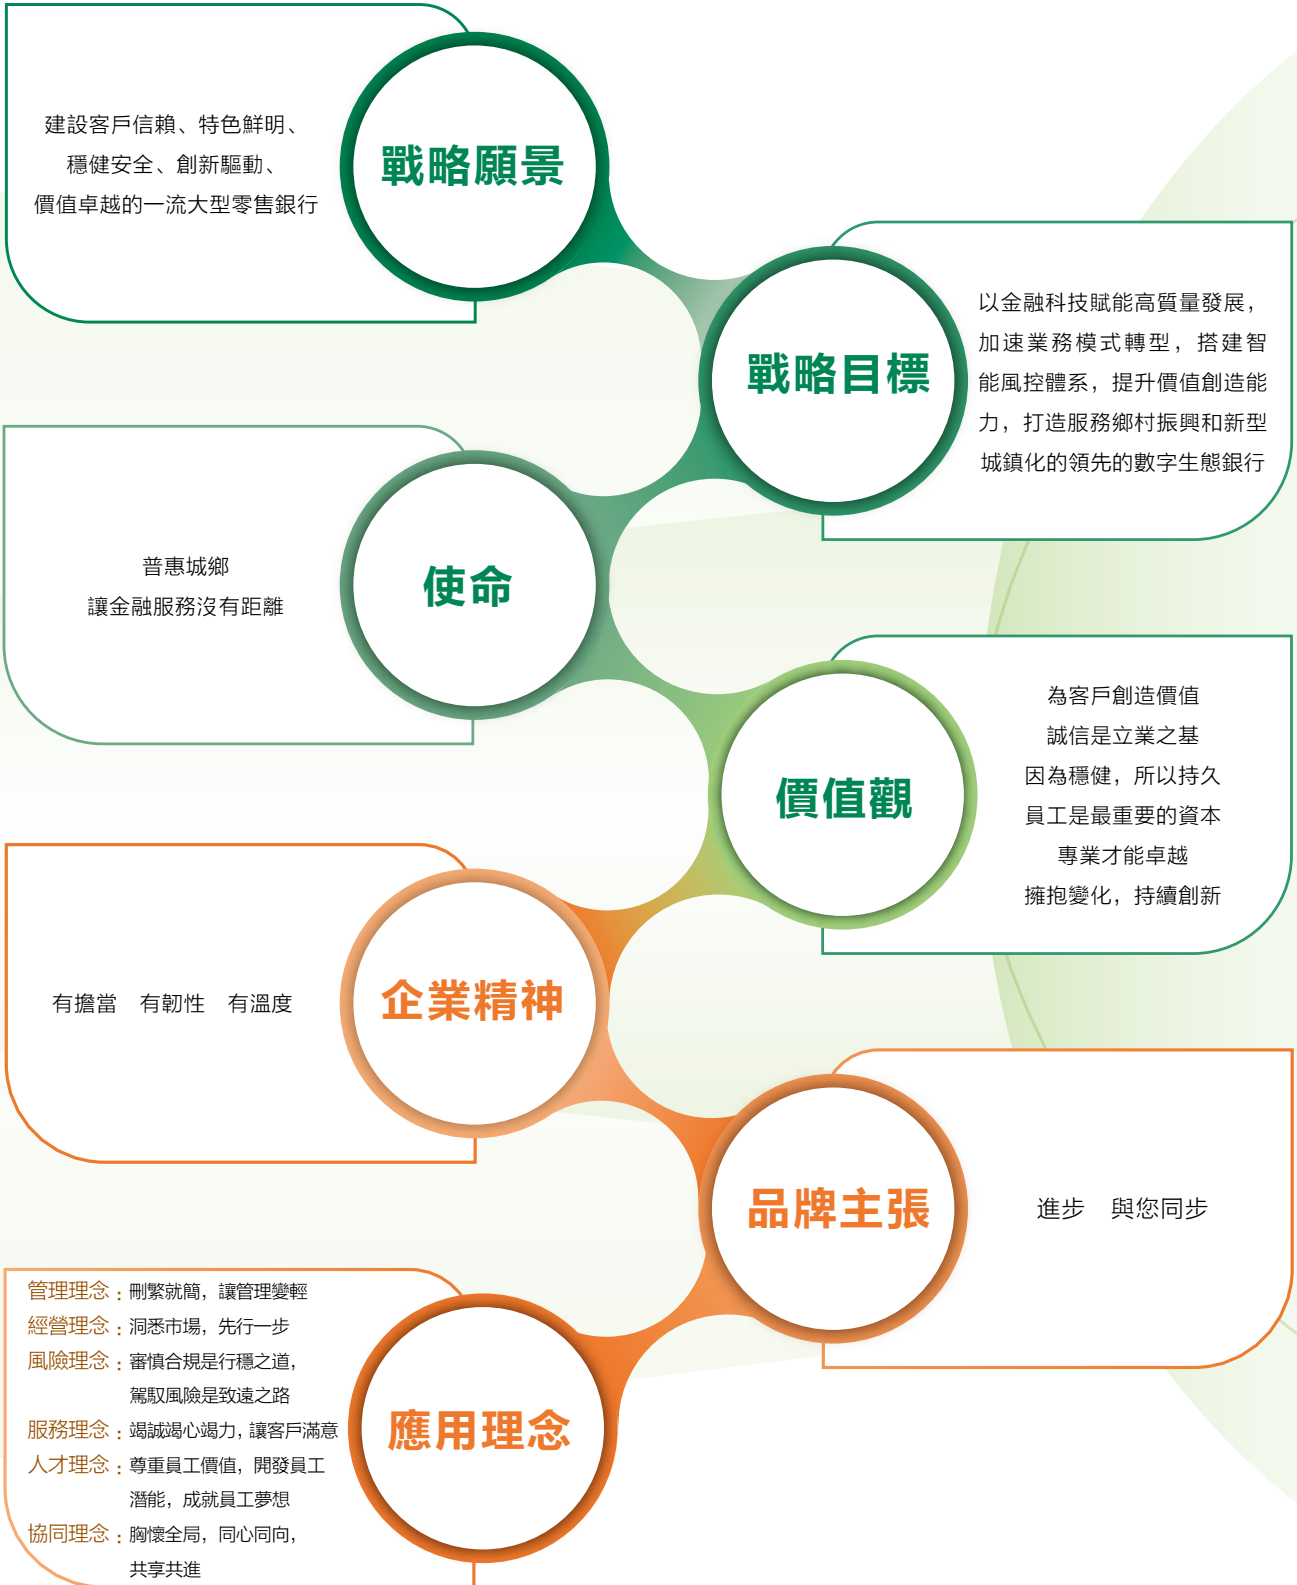 建設客戶信賴、特色鮮明、
穩健安全、創新驅動、
價值卓越的一流大型零售銀行
戰略願景
戰略目標
以金融科技賦能高質量發展，
加速業務模式轉型，搭建智
能風控體系，提升價值創造能
力，打造服務鄉村振興和新型
城鎮化的領先的數字生態銀行
普惠城鄉
讓金融服務沒有距離
使命
價值觀
為客戶創造價值
誠信是立業之基
因為穩健，所以持久
員工是最重要的資本
專業才能卓越
擁抱變化，持續創新
有擔當　有韌性　有溫度
企業精神
品牌主張
進步　與您同步
管理理念：刪繁就簡，讓管理變輕
經營理念：洞悉市場，先行一步
風險理念：審慎合規是行穩之道，
駕馭風險是致遠之路
服務理念：竭誠竭心竭力，讓客戶滿意
人才理念：尊重員工價值，開發員工
潛能，成就員工夢想
協同理念：胸懷全局，同心同向，
共享共進
應用理念